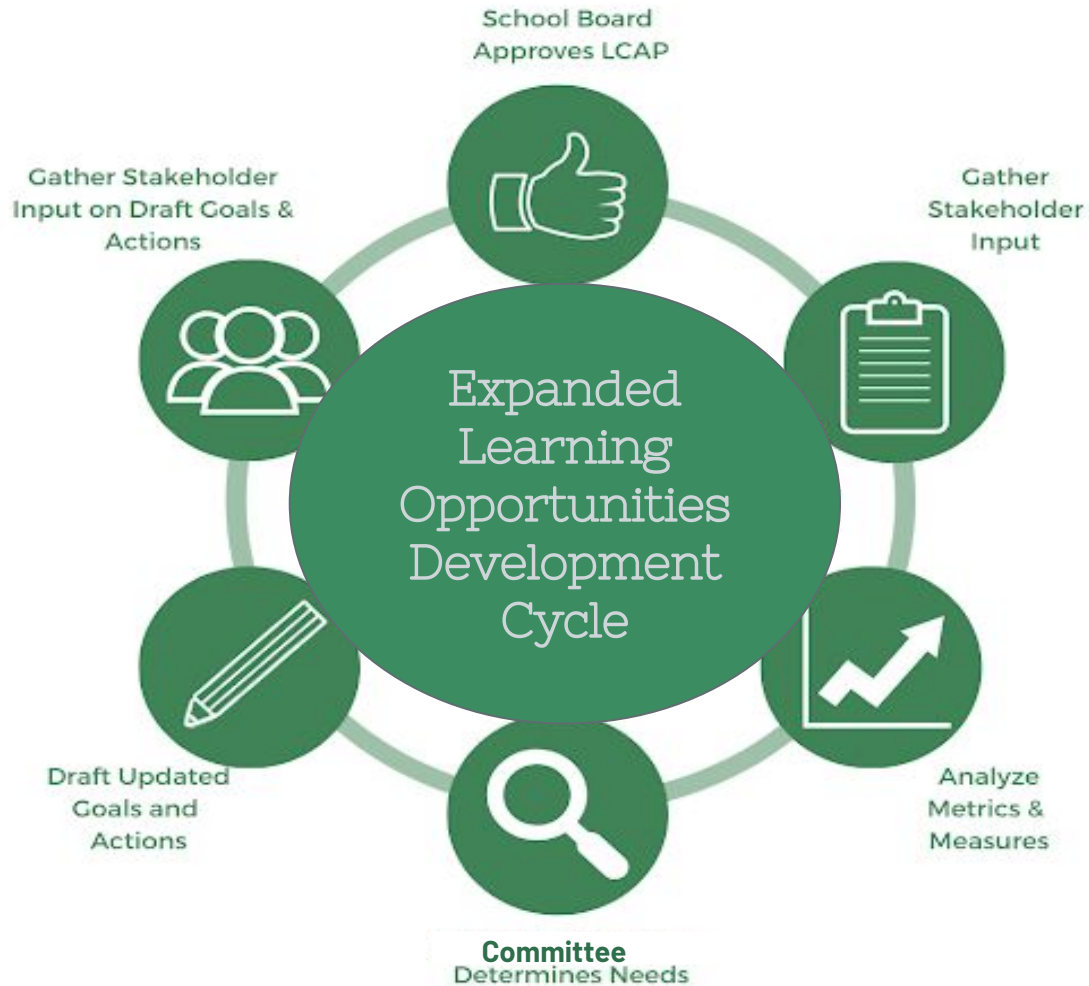 School Board
Approves LCAP
Gather Stakeholder
Input on Draft Goals &
Actions
Gather
Stakeholder
Input
Expanded
Learning
Opportunities
Development
Cycle
Draft Updated
Goals and
Actions
Analyze
Metrics &
Measures
Committee
Determines Needs